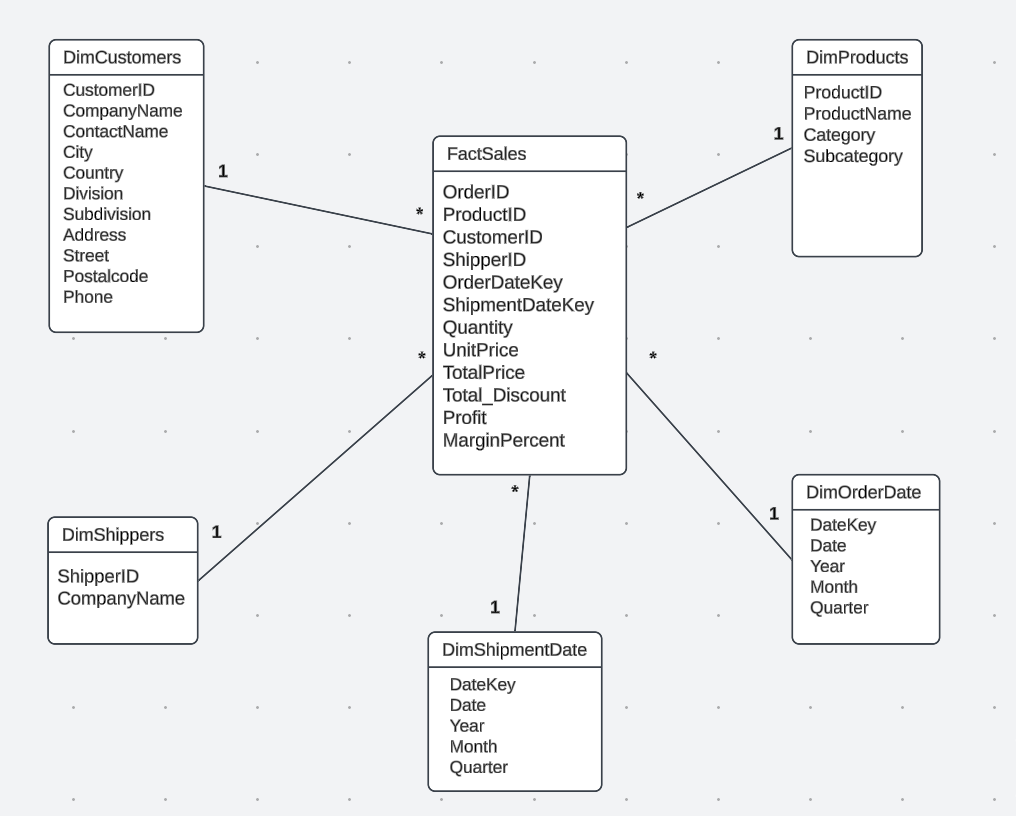 DimCustomers
CustomerID
CompanyName
ContactName
City
Country
Division
Subdivision
Address
Street
Postalcode
Phone
1
*
FactSales
OrderID
ProductID
CustomerID
ShipperID
OrderDateKey
ShipmentDateKey
Quantity
UnitPrice
TotalPrice
Total_Discount
Profit
MarginPercent
DimProducts
ProductID
ProductName
Category
Subcategory
1
*
*
1
DimShippers
ShipperID
CompanyName
*
1
DimShipmentDate
DateKey
Date
Year
Month
Quarter
*
1
DimOrderDate
DateKey
Date
Year
Month
Quarter